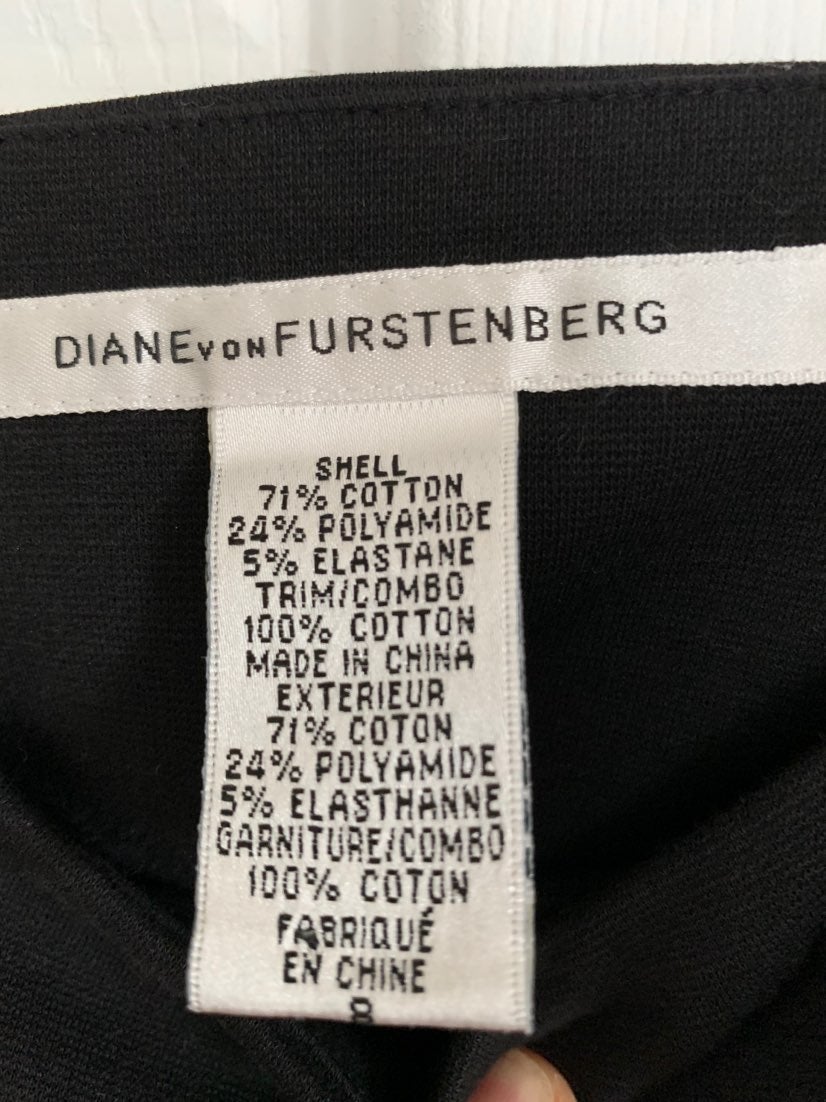 DIANE VON FURSTENBERG
SHELL
71% COTTON
24% POLYAMIDE
5% ELASTANE
TRIM/COMBO
100% COTTON
MADE IN CHINA
EXTERIEUR
71% COTON
24% POLYAMIDE
5% ELASTHANNE
GARNITURE/COMBO
100% COTON
FABRIQUÉ
EN CHINE
8